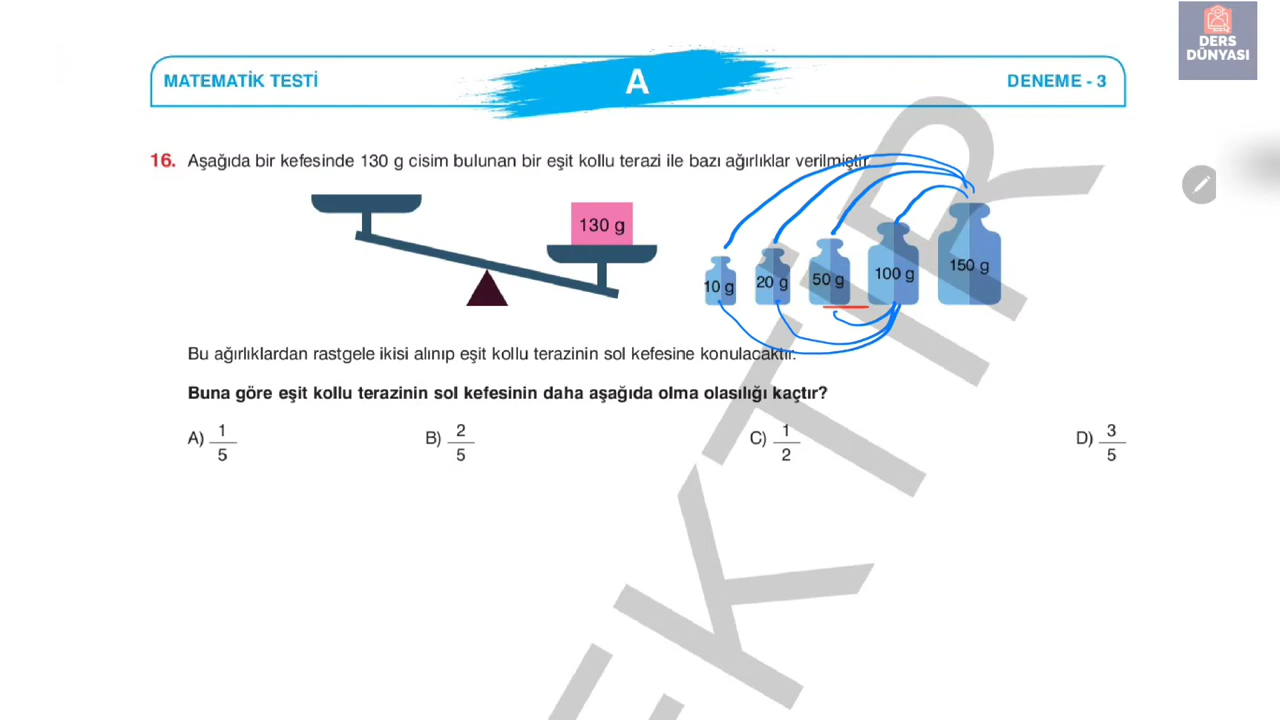 DERS
DÜNYASI
MATEMATİK TESTİ
A
DENEME - 3
16. Aşağıda bir kefesinde 130 g cisim bulunan bir eşit kollu terazi ile bazı ağırlıklar verilmiştir.
130 g
10 g
20 g
50 g
100 g
150 g
Bu ağırlıklardan rastgele ikisi alınıp eşit kollu terazinin sol kefesine konulacaktır.
Buna göre eşit kollu terazinin sol kefesinin daha aşağıda olma olasılığı kaçtır?
A) 1/5
B) 2/5
C) 1/2
D) 3/5